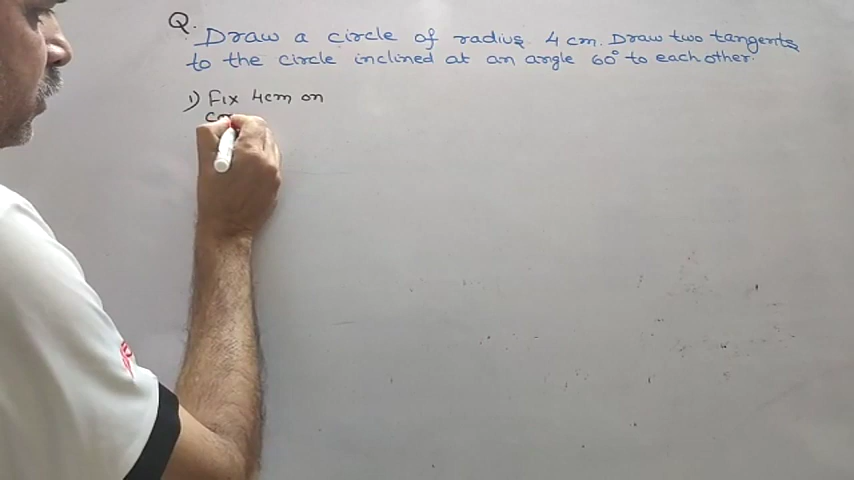 Q. Draw a circle of radius 4 cm. Draw two tangents
to the circle inclined at an angle 60° to each other.
1) Fix 4cm on